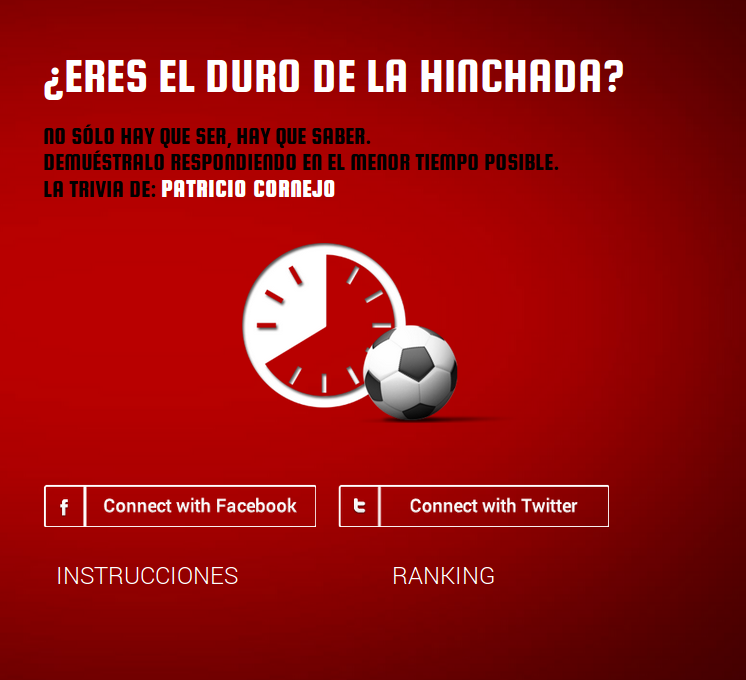 ¿ERES EL DURO DE LA HINCHADA?
NO SÓLO HAY QUE SER, HAY QUE SABER.
DEMUÉSTRALO RESPONDIENDO EN EL MENOR TIEMPO POSIBLE.
LA TRIVIA DE: PATRICIO CORNEJO
f Connect with Facebook
t Connect with Twitter
INSTRUCCIONES
RANKING